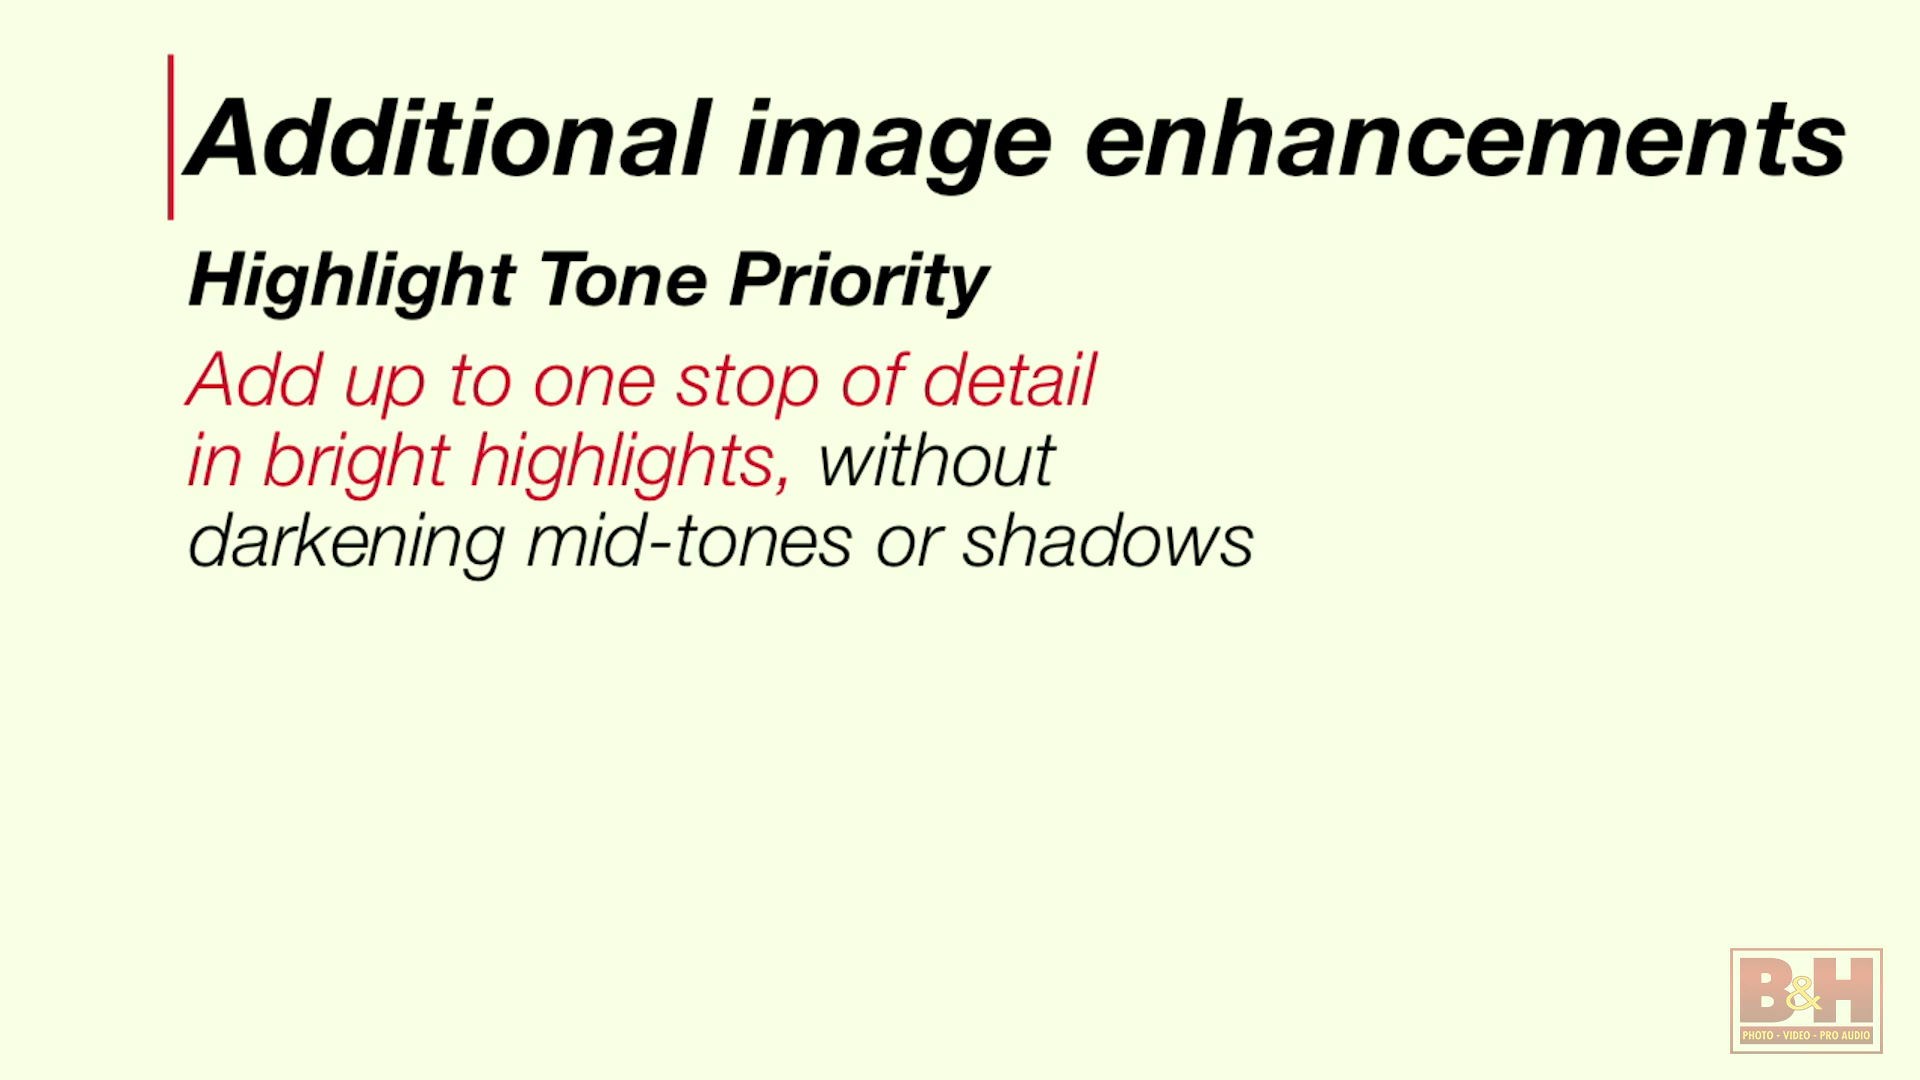 Additional image enhancements
Highlight Tone Priority
Add up to one stop of detail
in bright highlights, without
darkening mid-tones or shadows
B&H
PHOTO - VIDEO - PRO AUDIO